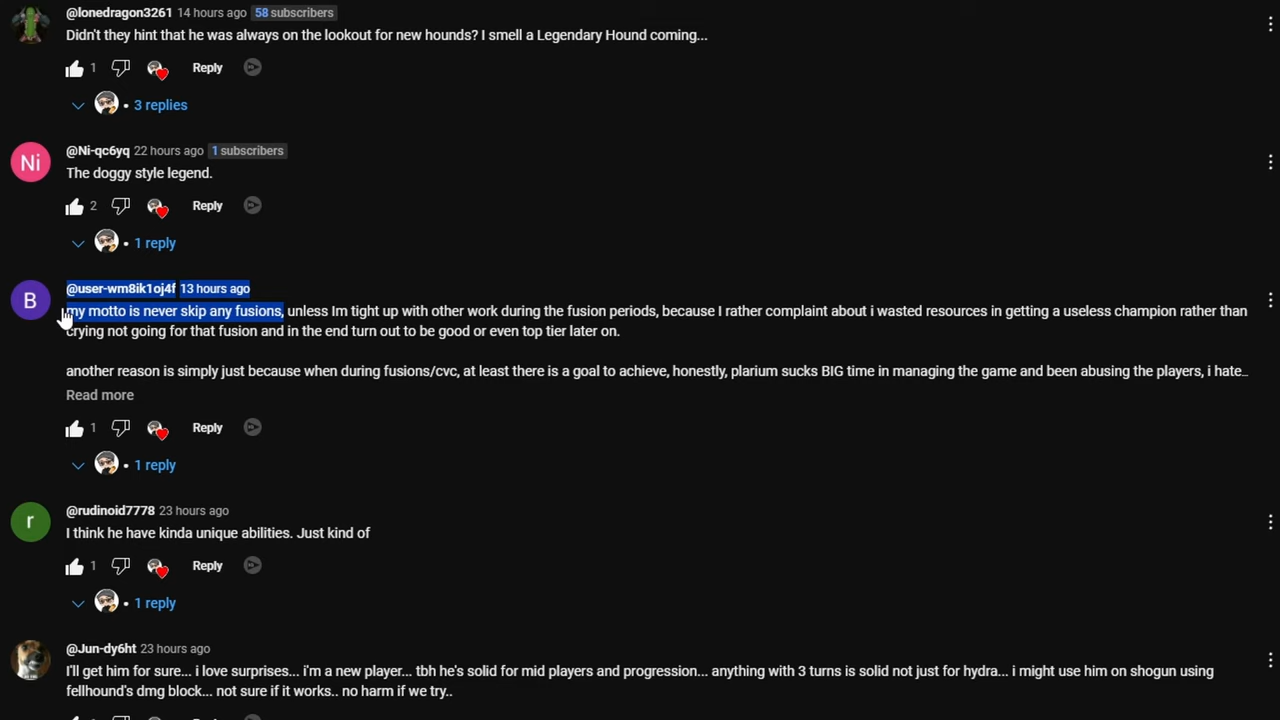 @lonedragon3261 14 hours ago 58 subscribers
Didn't they hint that he was always on the lookout for new hounds? I smell a Legendary Hound coming...
1 Reply
3 replies
Ni
@Ni-qc6yq 22 hours ago 1 subscribers
The doggy style legend.
2 Reply
1 reply
B
@user-wm8ik1oj4f 13 hours ago
my motto is never skip any fusions, unless Im tight up with other work during the fusion periods, because I rather complaint about i wasted resources in getting a useless champion rather than
crying not going for that fusion and in the end turn out to be good or even top tier later on.
another reason is simply just because when during fusions/cvc, at least there is a goal to achieve, honestly, plarium sucks BIG time in managing the game and been abusing the players, i hate...
Read more
1 Reply
1 reply
r
@rudinoid7778 23 hours ago
I think he have kinda unique abilities. Just kind of
1 Reply
1 reply
@Jun-dy6ht 23 hours ago
I'll get him for sure... i love surprises... i'm a new player... tbh he's solid for mid players and progression... anything with 3 turns is solid not just for hydra... i might use him on shogun using
fellhound's dmg block... not sure if it works.. no harm if we try..